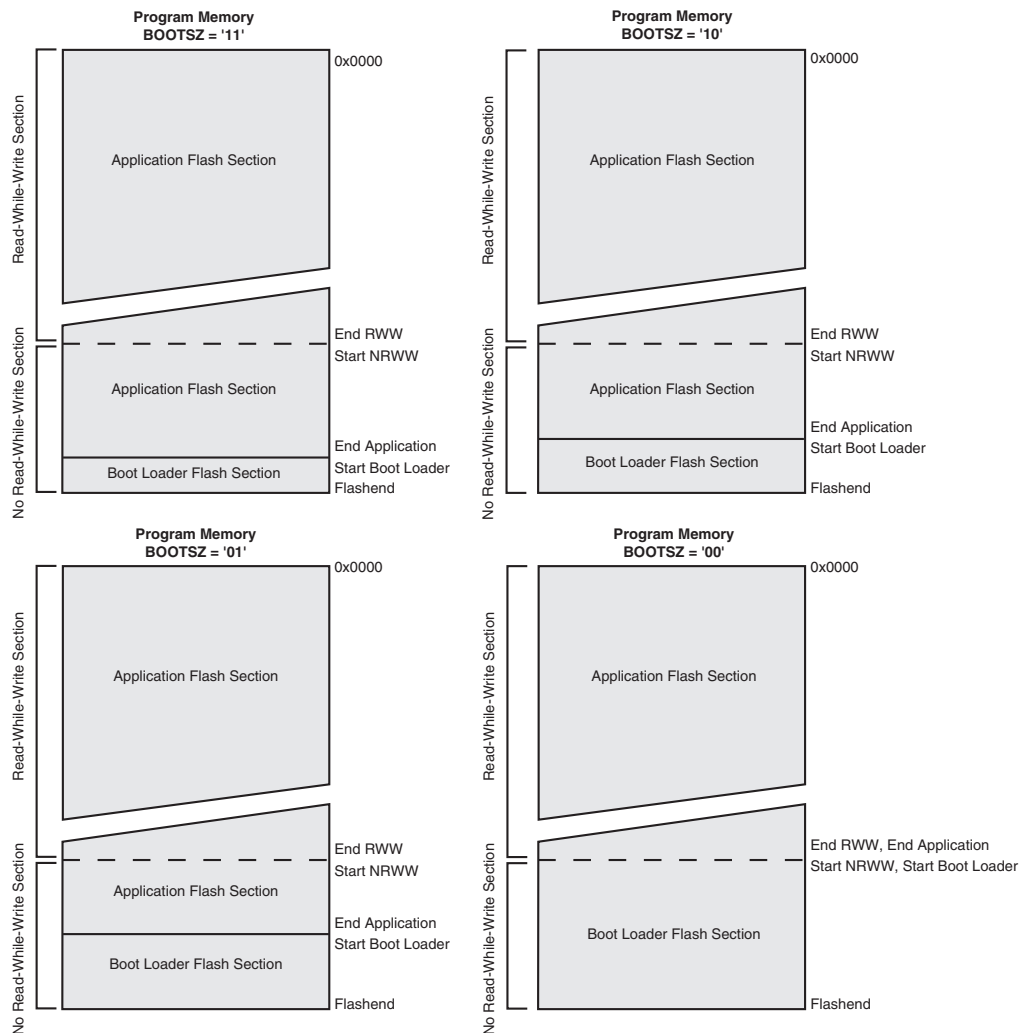 Program Memory
BOOTSZ = '11'
0x0000
Read-While-Write Section
Application Flash Section
End RWW
Start NRWW
No Read-While-Write Section
Application Flash Section
End Application
Start Boot Loader
Boot Loader Flash Section
Flashend
Program Memory
BOOTSZ = '10'
0x0000
Read-While-Write Section
Application Flash Section
End RWW
Start NRWW
No Read-While-Write Section
Application Flash Section
End Application
Start Boot Loader
Boot Loader Flash Section
Flashend
Program Memory
BOOTSZ = '01'
0x0000
Read-While-Write Section
Application Flash Section
End RWW
Start NRWW
No Read-While-Write Section
Application Flash Section
End Application
Start Boot Loader
Boot Loader Flash Section
Flashend
Program Memory
BOOTSZ = '00'
0x0000
Read-While-Write Section
Application Flash Section
End RWW, End Application
Start NRWW, Start Boot Loader
No Read-While-Write Section
Boot Loader Flash Section
Flashend